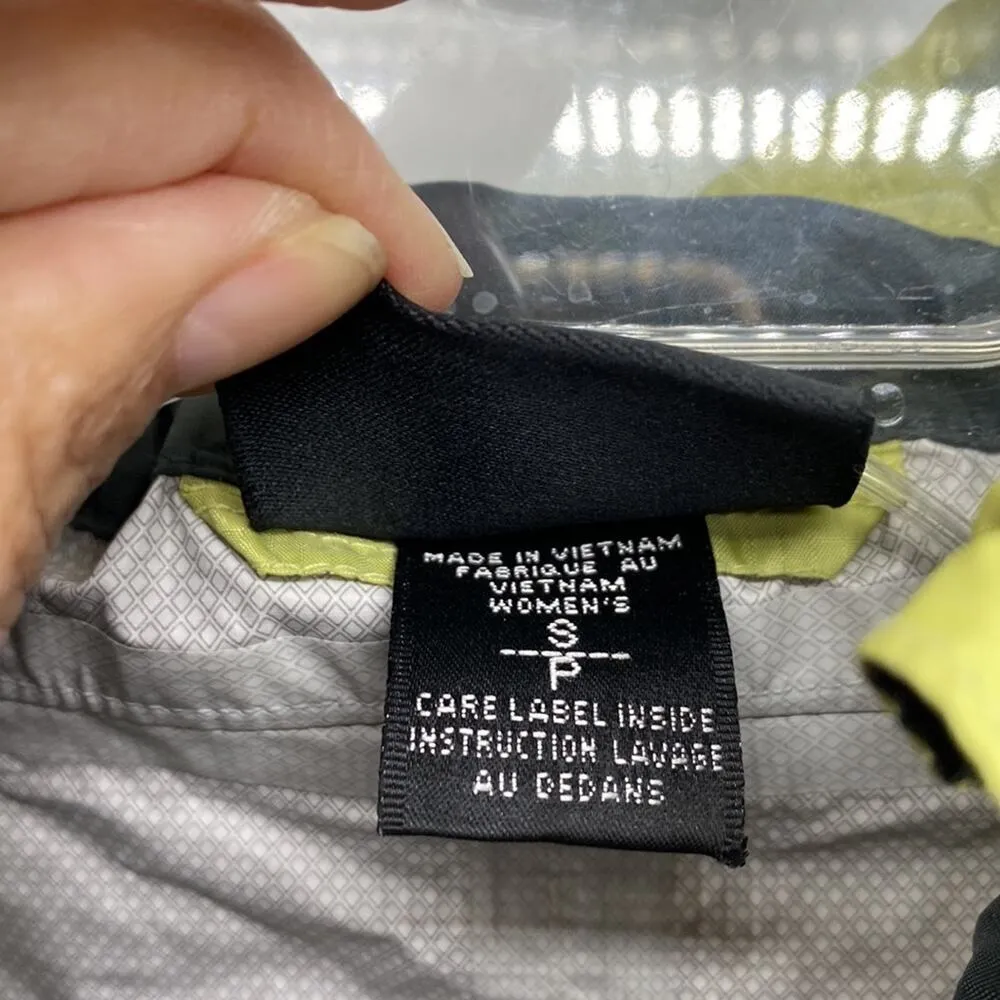 MADE IN VIETNAM
FABRIQUE AU
VIETNAM
WOMEN'S
S
P
CARE LABEL INSIDE
INSTRUCTION LAVAGE
AU DEDANS